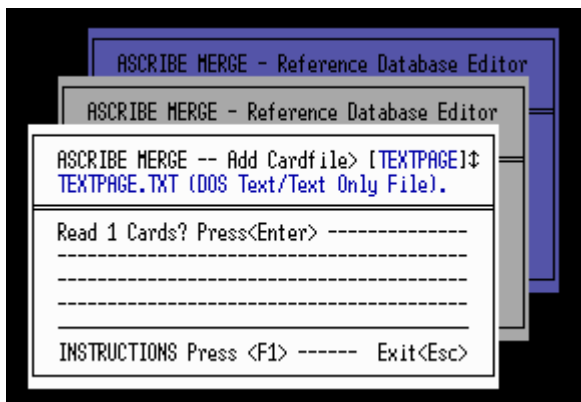 ASCRIBE MERGE - Reference Database Editor
ASCRIBE MERGE - Reference Database Editor
ASCRIBE MERGE -- Add Cardfile> [TEXTPAGE]↕
TEXTPAGE.TXT (DOS Text/Text Only File).
Read 1 Cards? Press<Enter> --------------
-----------------------------------------
-----------------------------------------
-----------------------------------------
INSTRUCTIONS Press <F1> ------ Exit<Esc>